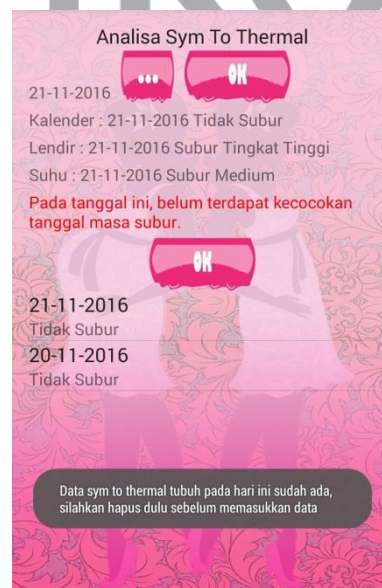 Analisa Sym To Thermal
21-11-2016 ... OK
Kalender : 21-11-2016 Tidak Subur
Lendir : 21-11-2016 Subur Tingkat Tinggi
Suhu : 21-11-2016 Subur Medium
Pada tanggal ini, belum terdapat kecocokan
tanggal masa subur.
OK
21-11-2016
Tidak Subur
20-11-2016
Tidak Subur
Data sym to thermal tubuh pada hari ini sudah ada,
silahkan hapus dulu sebelum memasukkan data